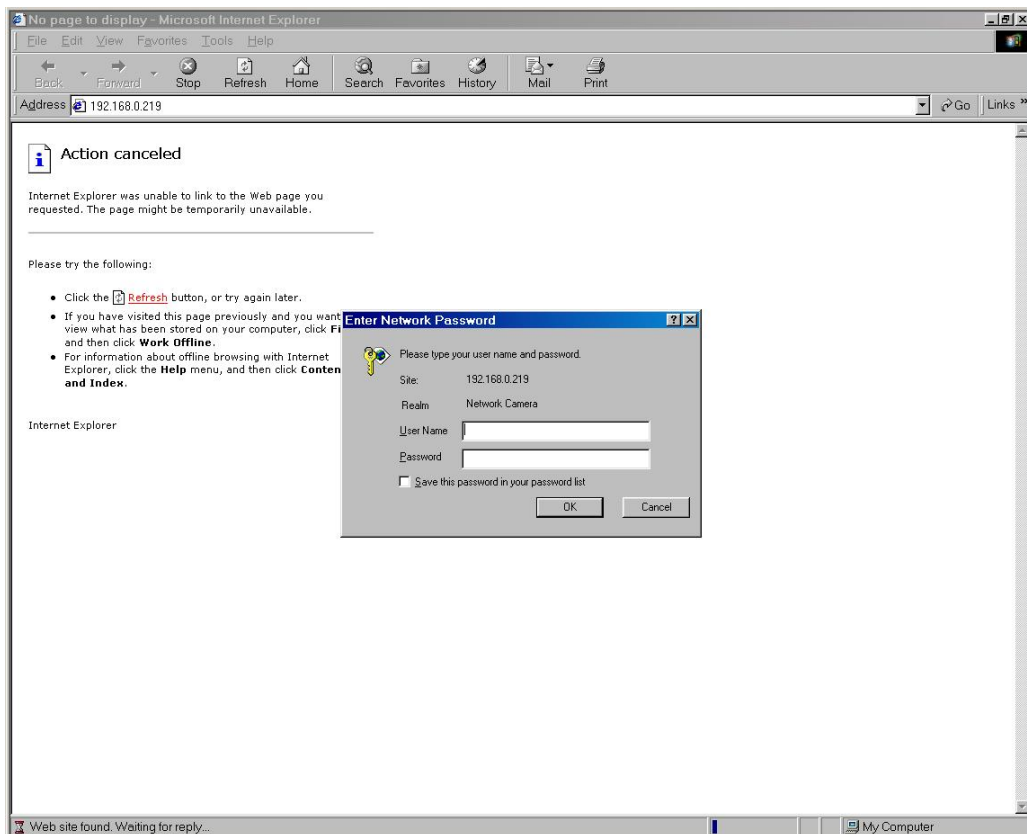 No page to display - Microsoft Internet Explorer
File Edit View Favorites Tools Help
Back Forward Stop Refresh Home Search Favorites History Mail Print
Address 192.168.0.219 Go Links »
Action canceled
Internet Explorer was unable to link to the Web page you
requested. The page might be temporarily unavailable.
Please try the following:
• Click the Refresh button, or try again later.
• If you have visited this page previously and you want
view what has been stored on your computer, click Fi
and then click Work Offline.
• For information about offline browsing with Internet
Explorer, click the Help menu, and then click Conten
and Index.
Internet Explorer
Enter Network Password
Please type your user name and password.
Site: 192.168.0.219
Realm Network Camera
User Name
Password
Save this password in your password list
OK Cancel
Web site found. Waiting for reply... My Computer